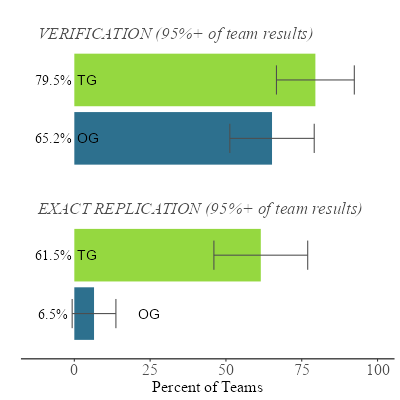 VERIFICATION (95%+ of team results)
79.5% TG
65.2% OG
EXACT REPLICATION (95%+ of team results)
61.5% TG
6.5% OG
0 25 50 75 100
Percent of Teams